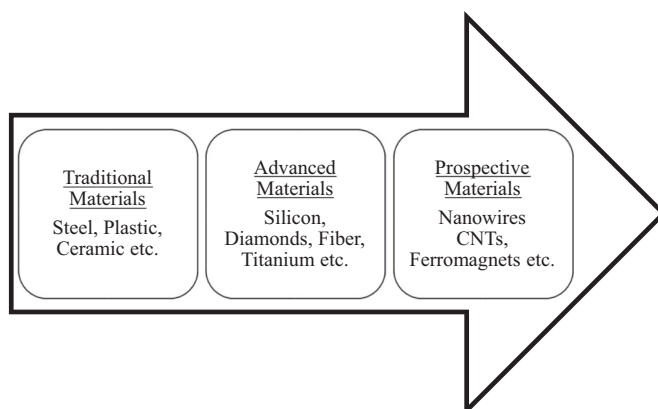 Traditional
Materials
Steel, Plastic,
Ceramic etc.
Advanced
Materials
Silicon,
Diamonds, Fiber,
Titanium etc.
Prospective
Materials
Nanowires
CNTs,
Ferromagnets etc.